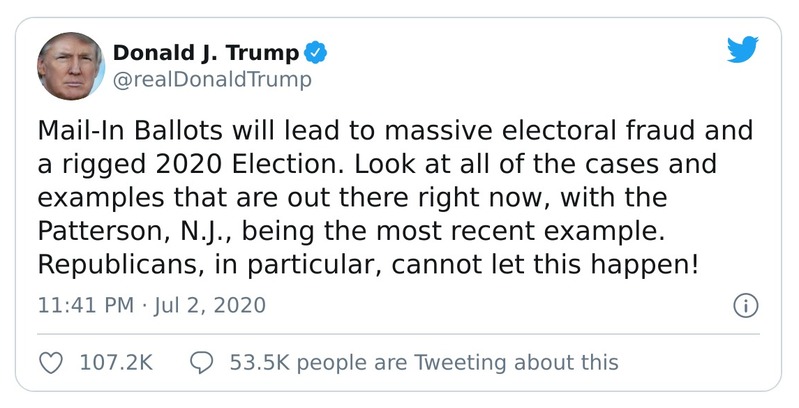 Donald J. Trump
@realDonaldTrump
Mail-In Ballots will lead to massive electoral fraud and
a rigged 2020 Election. Look at all of the cases and
examples that are out there right now, with the
Patterson, N.J., being the most recent example.
Republicans, in particular, cannot let this happen!
11:41 PM · Jul 2, 2020
107.2K 53.5K people are Tweeting about this